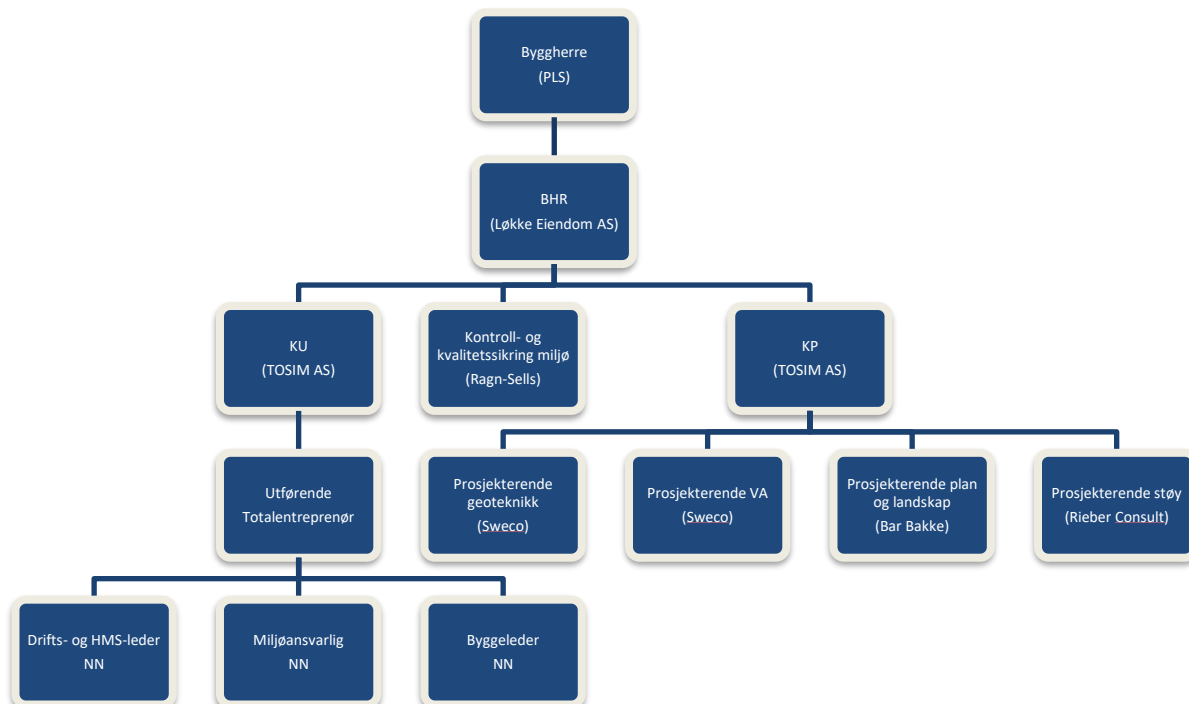 Byggherre
(PLS)
BHR
(Løkke Eiendom AS)
KU
(TOSIM AS)
Kontroll- og
kvalitetssikring miljø
(Ragn-Sells)
KP
(TOSIM AS)
Utførende
Totalentreprenør
Prosjekterende
geoteknikk
(Sweco)
Prosjekterende VA
(Sweco)
Prosjekterende plan
og landskap
(Bar Bakke)
Prosjekterende støy
(Rieber Consult)
Drifts- og HMS-leder
NN
Miljøansvarlig
NN
Byggeleder
NN